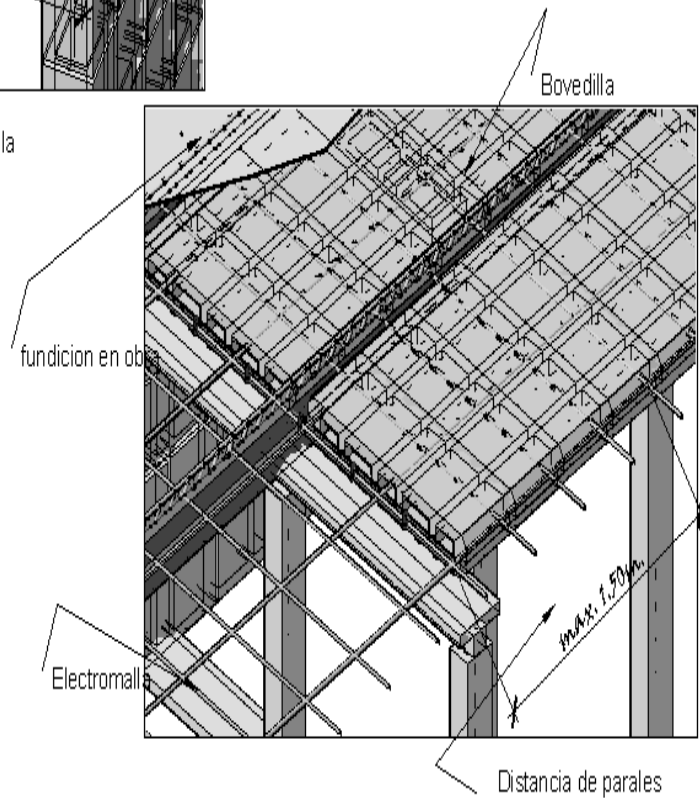 Bovedilla
la
fundicion en obra
max. 1.50m.
Electromalla
Distancia de parales